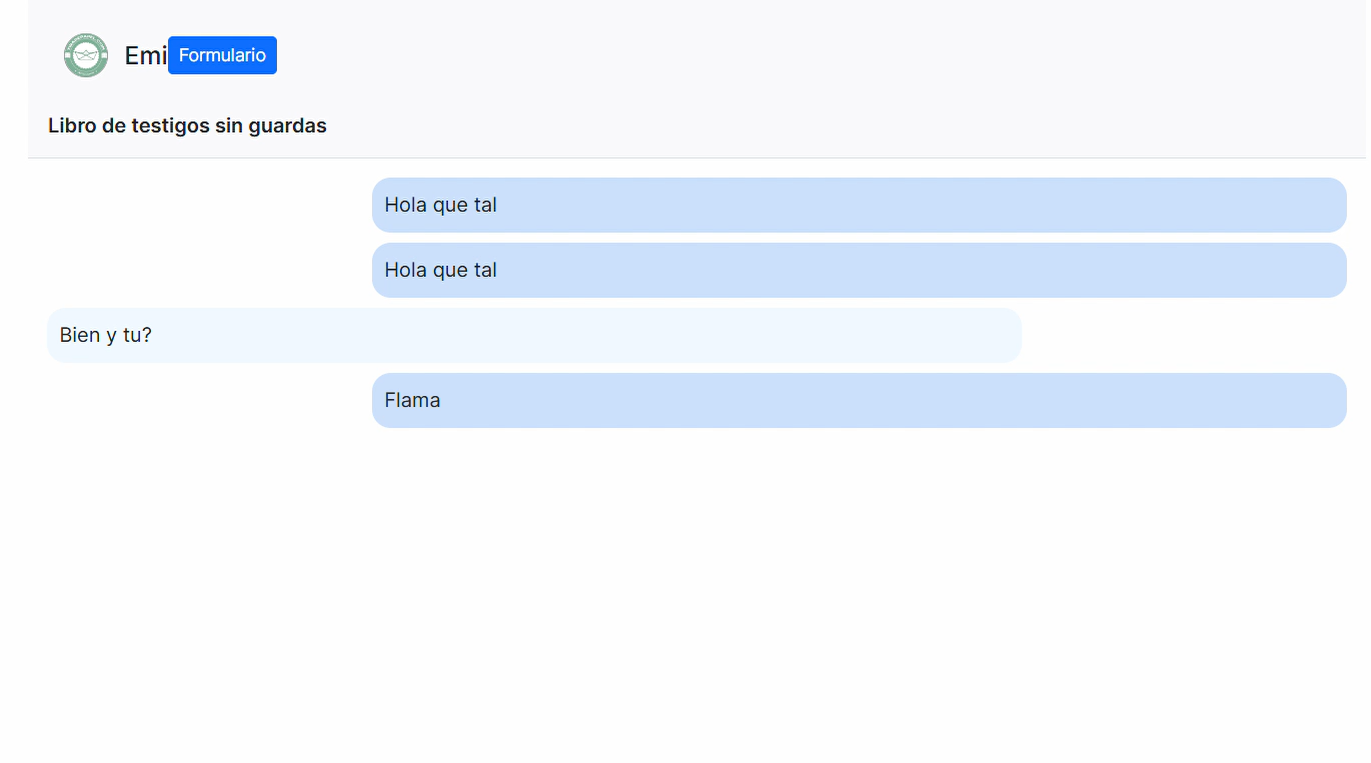 Emi Formulario
Libro de testigos sin guardas
Hola que tal
Hola que tal
Bien y tu?
Flama